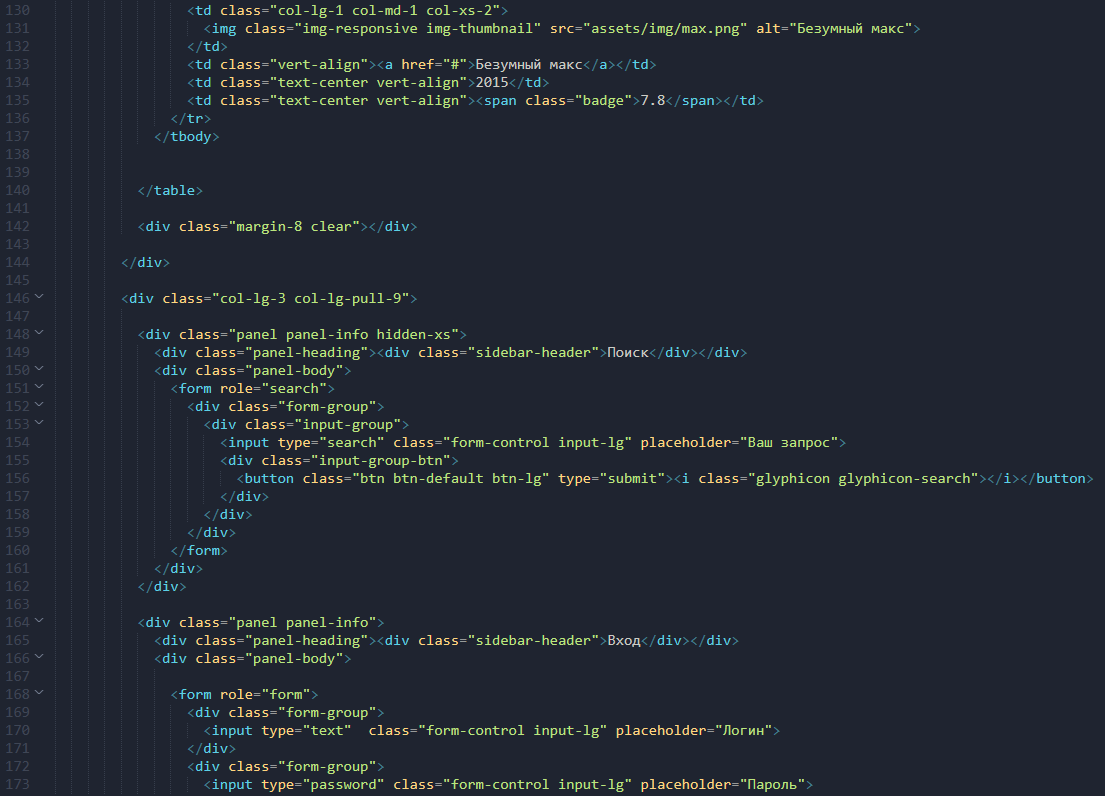 130 <td class="col-lg-1 col-md-1 col-xs-2">
131 <img class="img-responsive img-thumbnail" src="assets/img/max.png" alt="Безумный макс">
132 </td>
133 <td class="vert-align"><a href="#">Безумный макс</a></td>
134 <td class="text-center vert-align">2015</td>
135 <td class="text-center vert-align"><span class="badge">7.8</span></td>
136 </tr>
137 </tbody>
138
139
140 </table>
141
142 <div class="margin-8 clear"></div>
143
144 </div>
145
146 <div class="col-lg-3 col-lg-pull-9">
147
148 <div class="panel panel-info hidden-xs">
149 <div class="panel-heading"><div class="sidebar-header">Поиск</div></div>
150 <div class="panel-body">
151 <form role="search">
152 <div class="form-group">
153 <div class="input-group">
154 <input type="search" class="form-control input-lg" placeholder="Ваш запрос">
155 <div class="input-group-btn">
156 <button class="btn btn-default btn-lg" type="submit"><i class="glyphicon glyphicon-search"></i></button>
157 </div>
158 </div>
159 </div>
160 </form>
161 </div>
162 </div>
163
164 <div class="panel panel-info">
165 <div class="panel-heading"><div class="sidebar-header">Вход</div></div>
166 <div class="panel-body">
167
168 <form role="form">
169 <div class="form-group">
170 <input type="text"  class="form-control input-lg" placeholder="Логин">
171 </div>
172 <div class="form-group">
173 <input type="password" class="form-control input-lg" placeholder="Пароль">